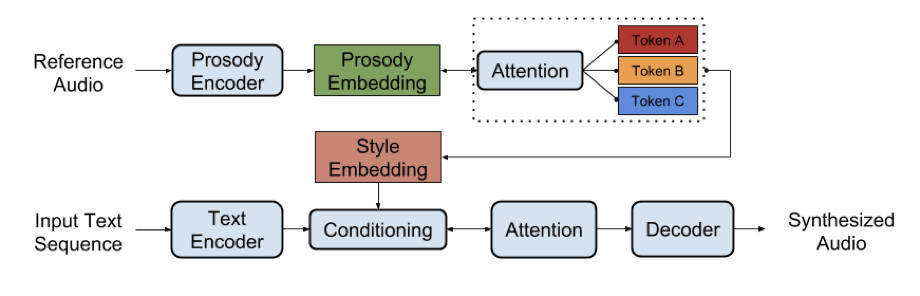 Reference
Audio
Prosody
Encoder
Prosody
Embedding
Attention
Token A
Token B
Token C
Style
Embedding
Input Text
Sequence
Text
Encoder
Conditioning
Attention
Decoder
Synthesized
Audio